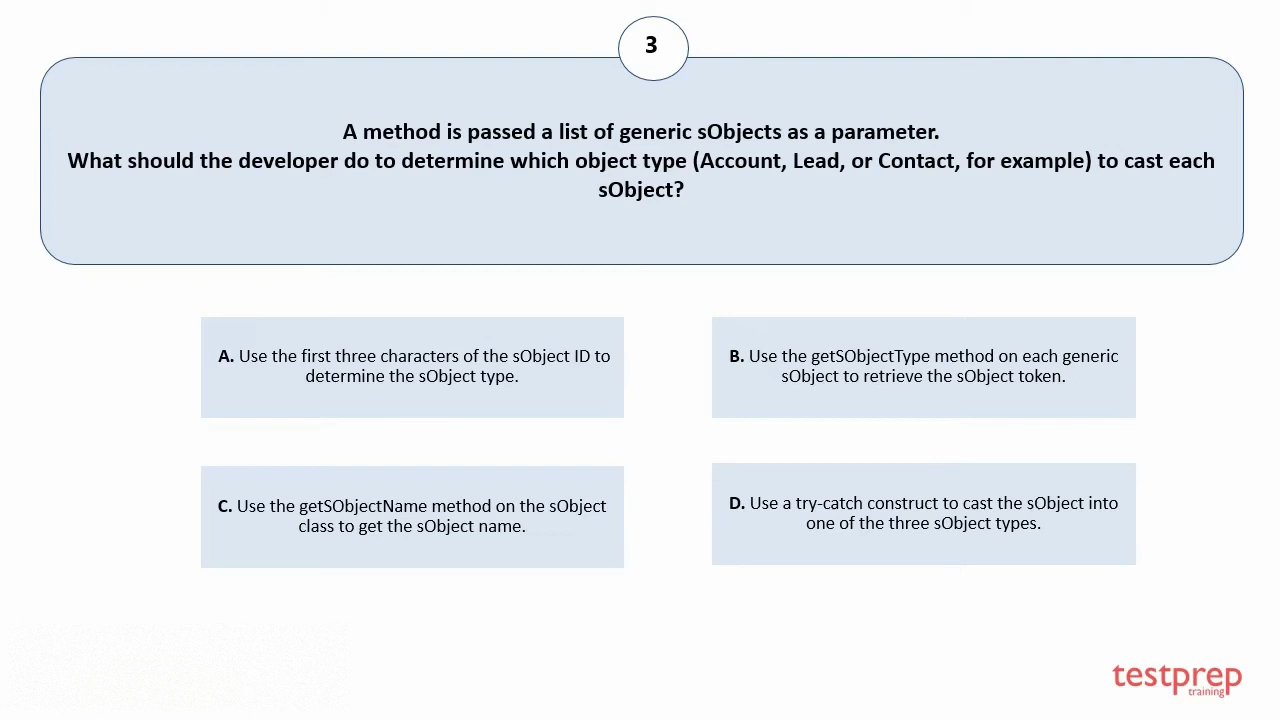 3
A method is passed a list of generic sObjects as a parameter.
What should the developer do to determine which object type (Account, Lead, or Contact, for example) to cast each
sObject?
A. Use the first three characters of the sObject ID to
determine the sObject type.
B. Use the getSObjectType method on each generic
sObject to retrieve the sObject token.
C. Use the getSObjectName method on the sObject
class to get the sObject name.
D. Use a try-catch construct to cast the sObject into
one of the three sObject types.
testprep
training